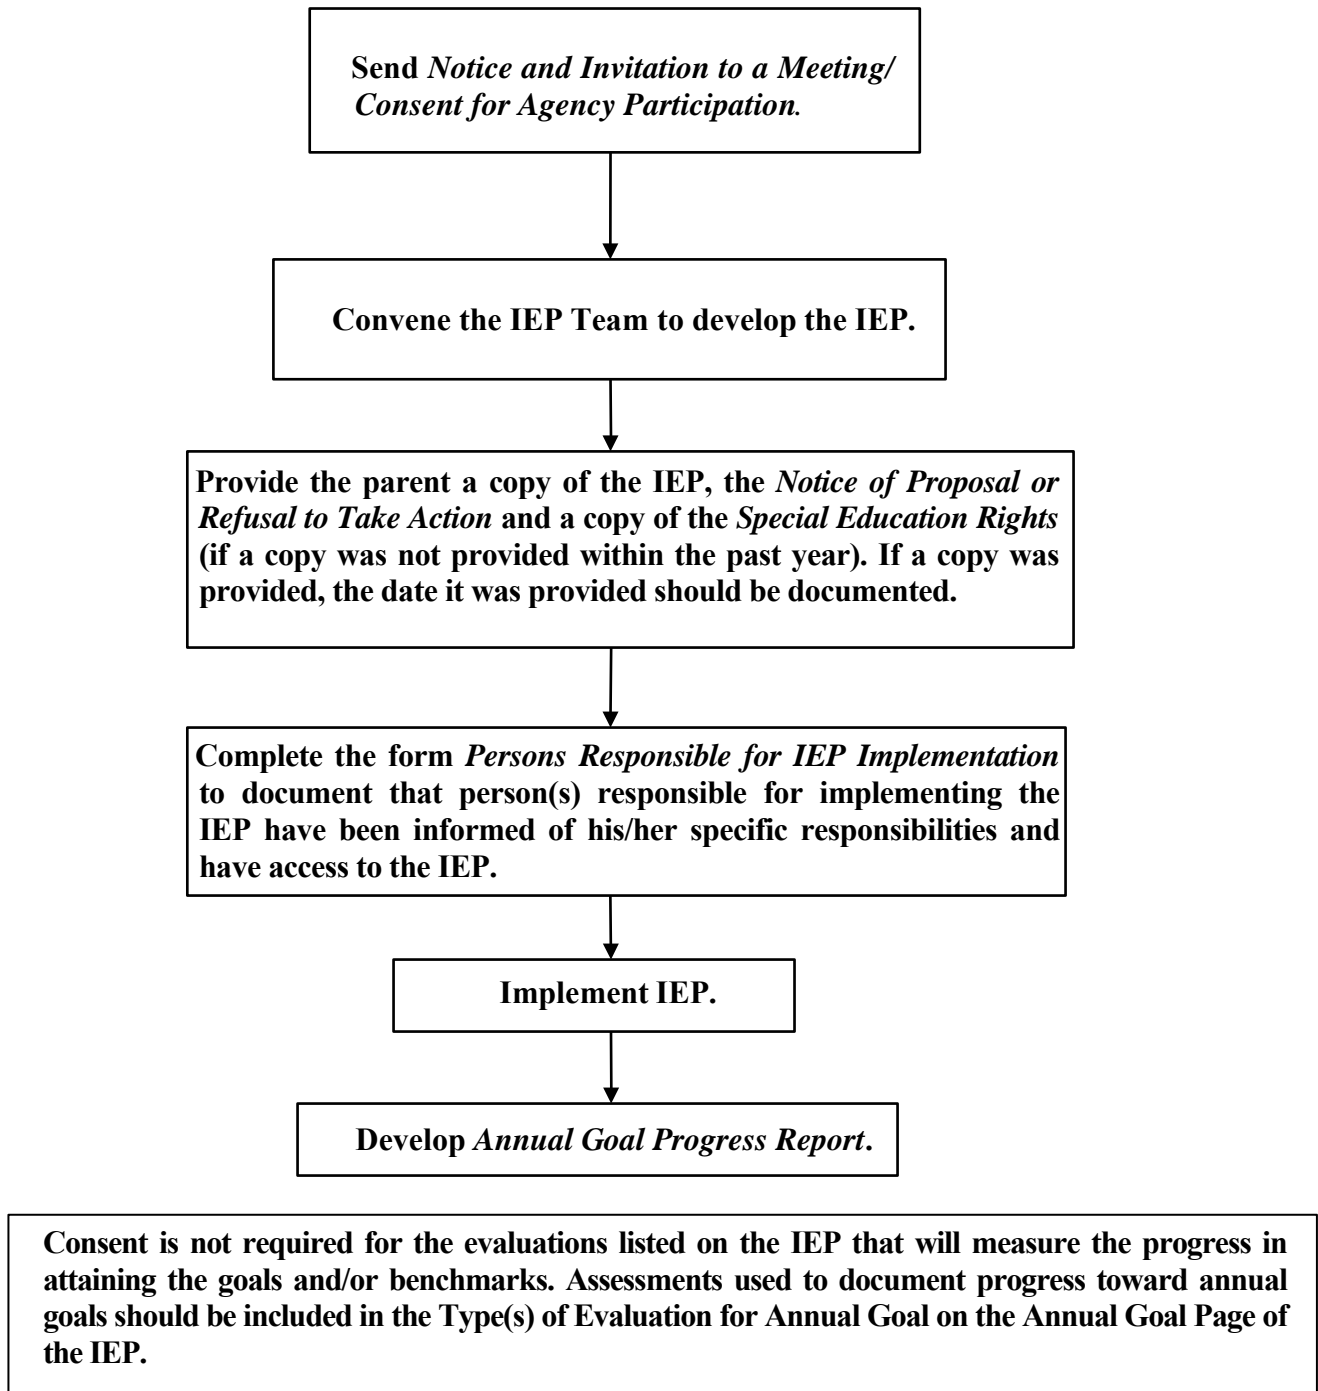 Send Notice and Invitation to a Meeting/
Consent for Agency Participation.
Convene the IEP Team to develop the IEP.
Provide the parent a copy of the IEP, the Notice of Proposal or
Refusal to Take Action and a copy of the Special Education Rights
(if a copy was not provided within the past year). If a copy was
provided, the date it was provided should be documented.
Complete the form Persons Responsible for IEP Implementation
to document that person(s) responsible for implementing the
IEP have been informed of his/her specific responsibilities and
have access to the IEP.
Implement IEP.
Develop Annual Goal Progress Report.
Consent is not required for the evaluations listed on the IEP that will measure the progress in
attaining the goals and/or benchmarks. Assessments used to document progress toward annual
goals should be included in the Type(s) of Evaluation for Annual Goal on the Annual Goal Page of
the IEP.